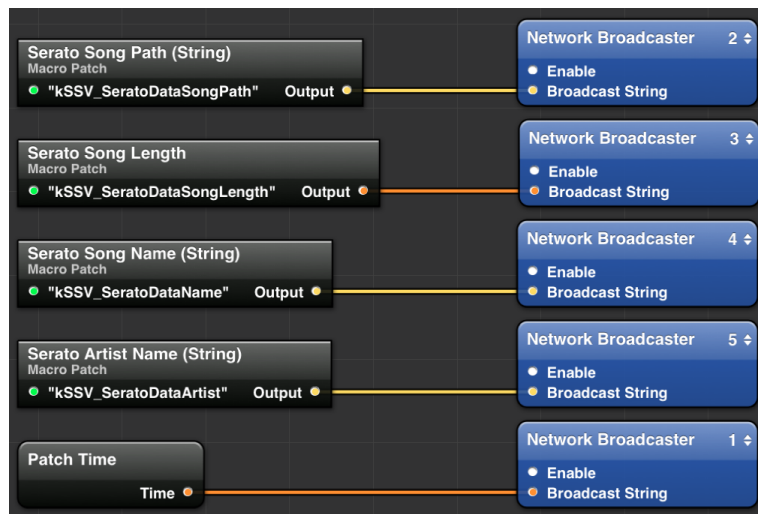 Serato Song Path (String)
Macro Patch
"kSSV_SeratoDataSongPath" Output
Network Broadcaster 2
Enable
Broadcast String
Serato Song Length
Macro Patch
"kSSV_SeratoDataSongLength" Output
Network Broadcaster 3
Enable
Broadcast String
Serato Song Name (String)
Macro Patch
"kSSV_SeratoDataName" Output
Network Broadcaster 4
Enable
Broadcast String
Serato Artist Name (String)
Macro Patch
"kSSV_SeratoDataArtist" Output
Network Broadcaster 5
Enable
Broadcast String
Patch Time
Time
Network Broadcaster 1
Enable
Broadcast String